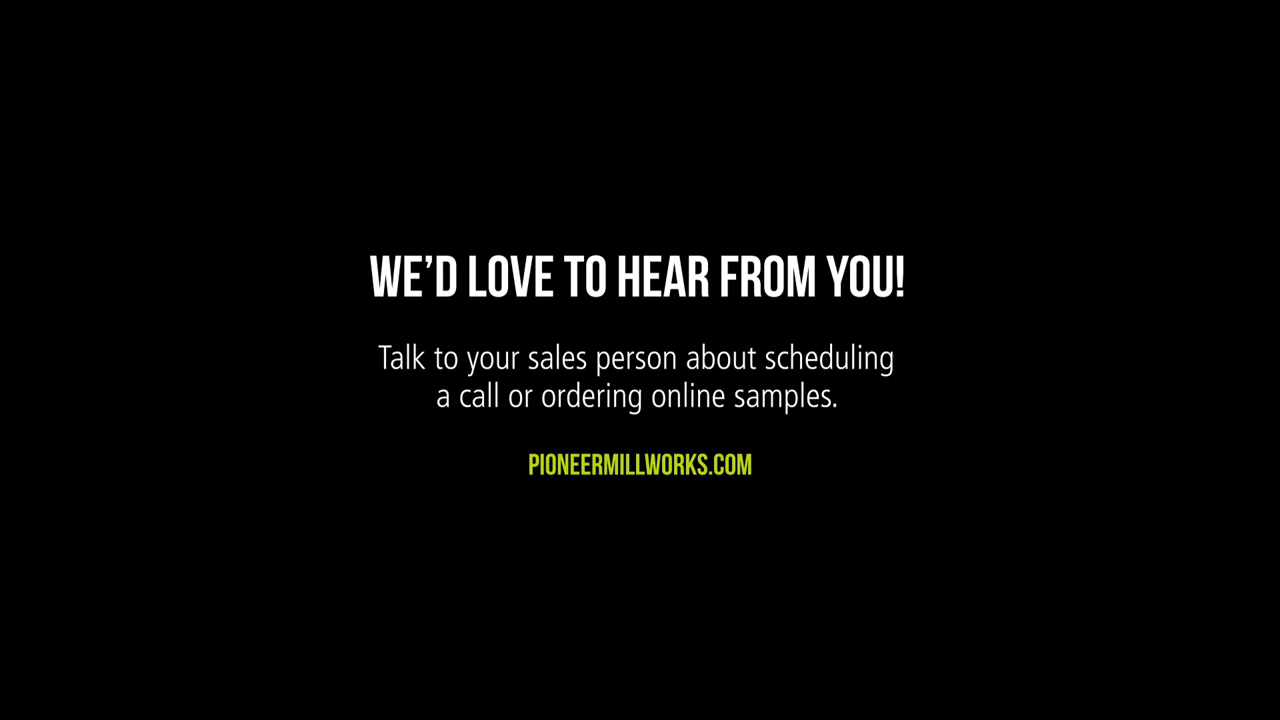 WE’D LOVE TO HEAR FROM YOU!
Talk to your sales person about scheduling
a call or ordering online samples.
PIONEERMILLWORKS.COM